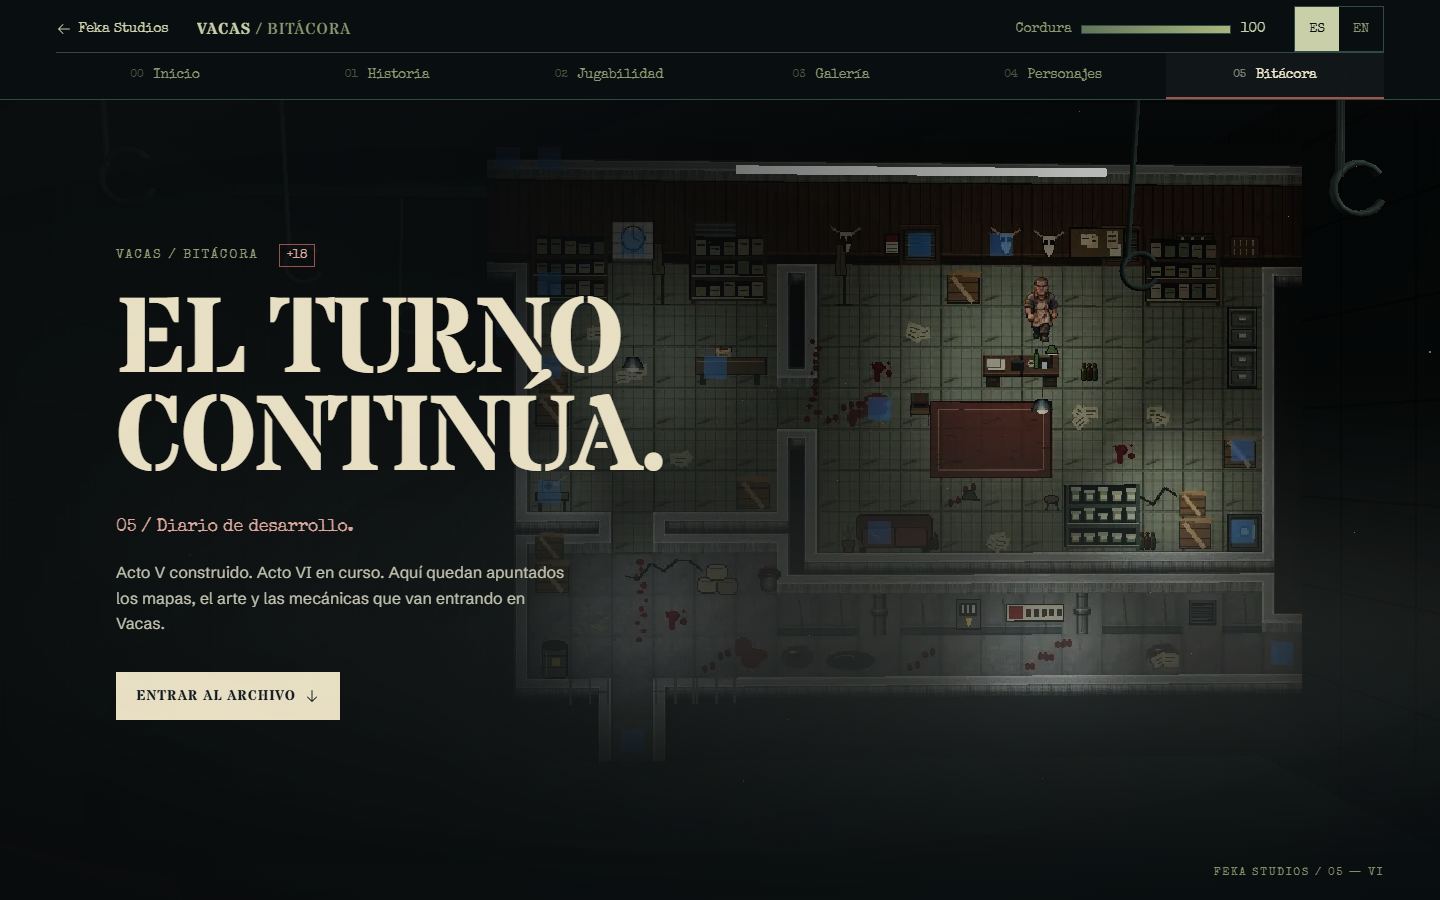 ← Feka Studios
VACAS / BITÁCORA
Cordura 100
ES EN
00 Inicio
01 Historia
02 Jugabilidad
03 Galería
04 Personajes
05 Bitácora
VACAS / BITÁCORA +18
EL TURNO
CONTINÚA.
05 / Diario de desarrollo.
Acto V construido. Acto VI en curso. Aquí quedan apuntados
los mapas, el arte y las mecánicas que van entrando en
Vacas.
ENTRAR AL ARCHIVO ↓
FEKA STUDIOS / 05 — VI